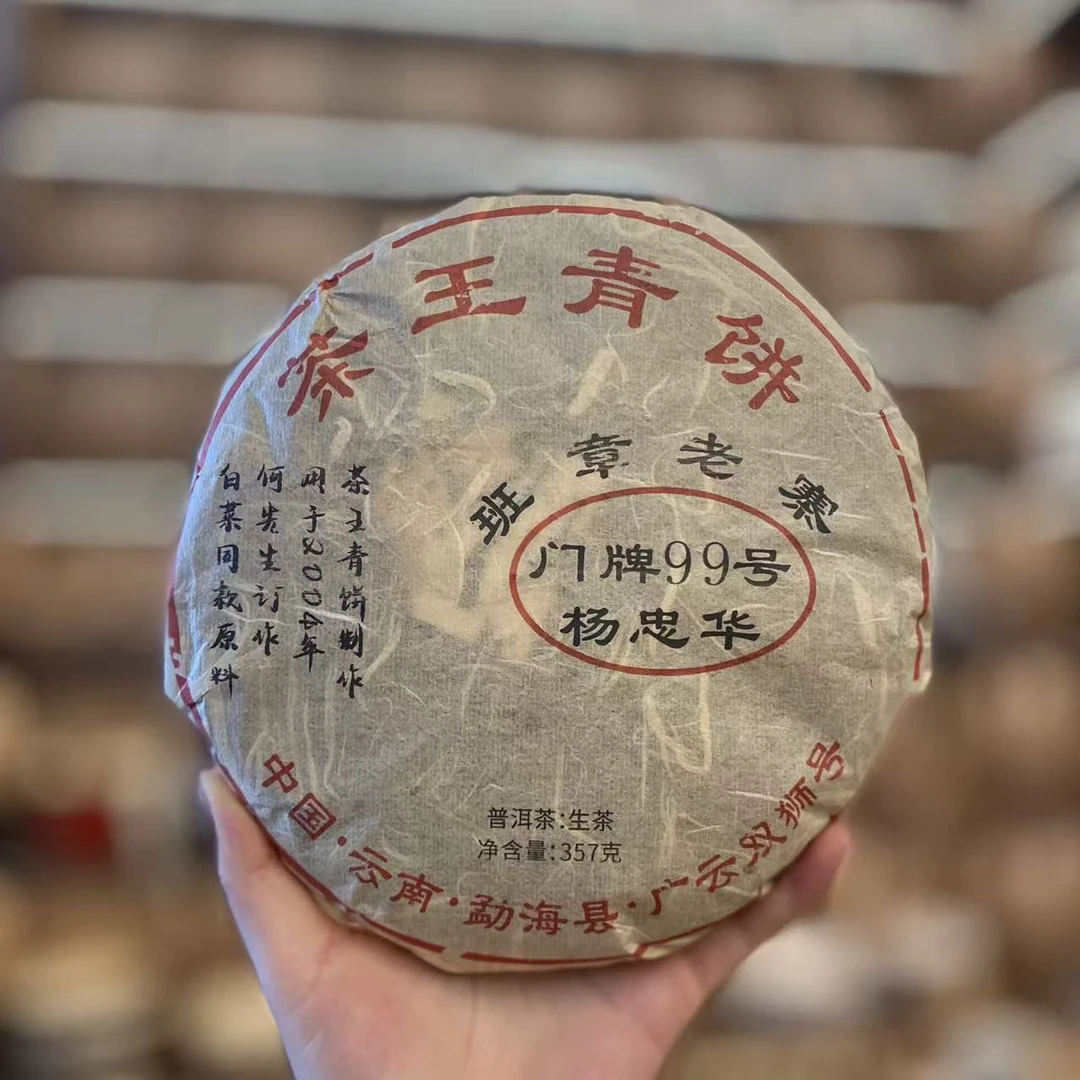 茶王青饼
班章老寨
门牌99号
杨忠华
茶王青饼制作
用于2004年
何贵生订作
白菜同款原料
普洱茶:生茶
净含量:357克
中国·云南·勐海县·广云双狮号